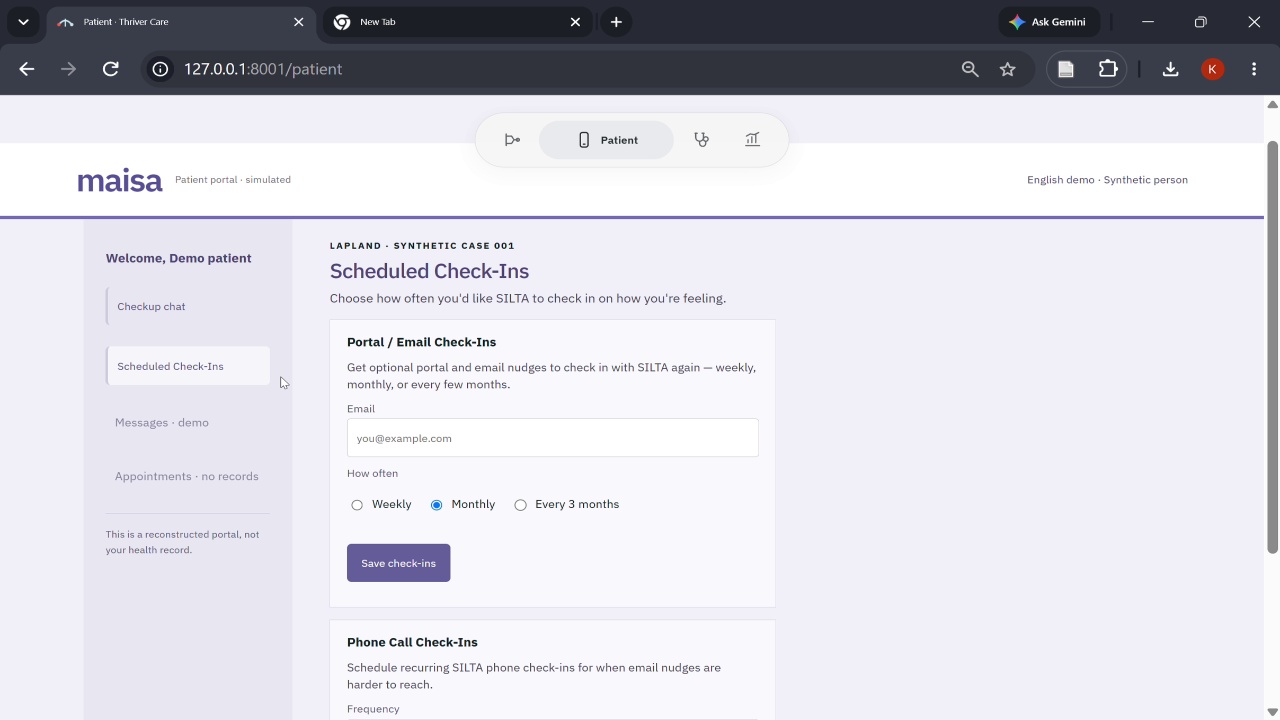 Patient · Thriver Care
New Tab
Ask Gemini
127.0.0.1:8001/patient
K
Patient
maisa
Patient portal · simulated
English demo · Synthetic person
Welcome, Demo patient
Checkup chat
Scheduled Check-Ins
Messages · demo
Appointments · no records
This is a reconstructed portal, not
your health record.
LAPLAND · SYNTHETIC CASE 001
Scheduled Check-Ins
Choose how often you'd like SILTA to check in on how you're feeling.
Portal / Email Check-Ins
Get optional portal and email nudges to check in with SILTA again — weekly,
monthly, or every few months.
Email
you@example.com
How often
Weekly
Monthly
Every 3 months
Save check-ins
Phone Call Check-Ins
Schedule recurring SILTA phone check-ins for when email nudges are
harder to reach.
Frequency